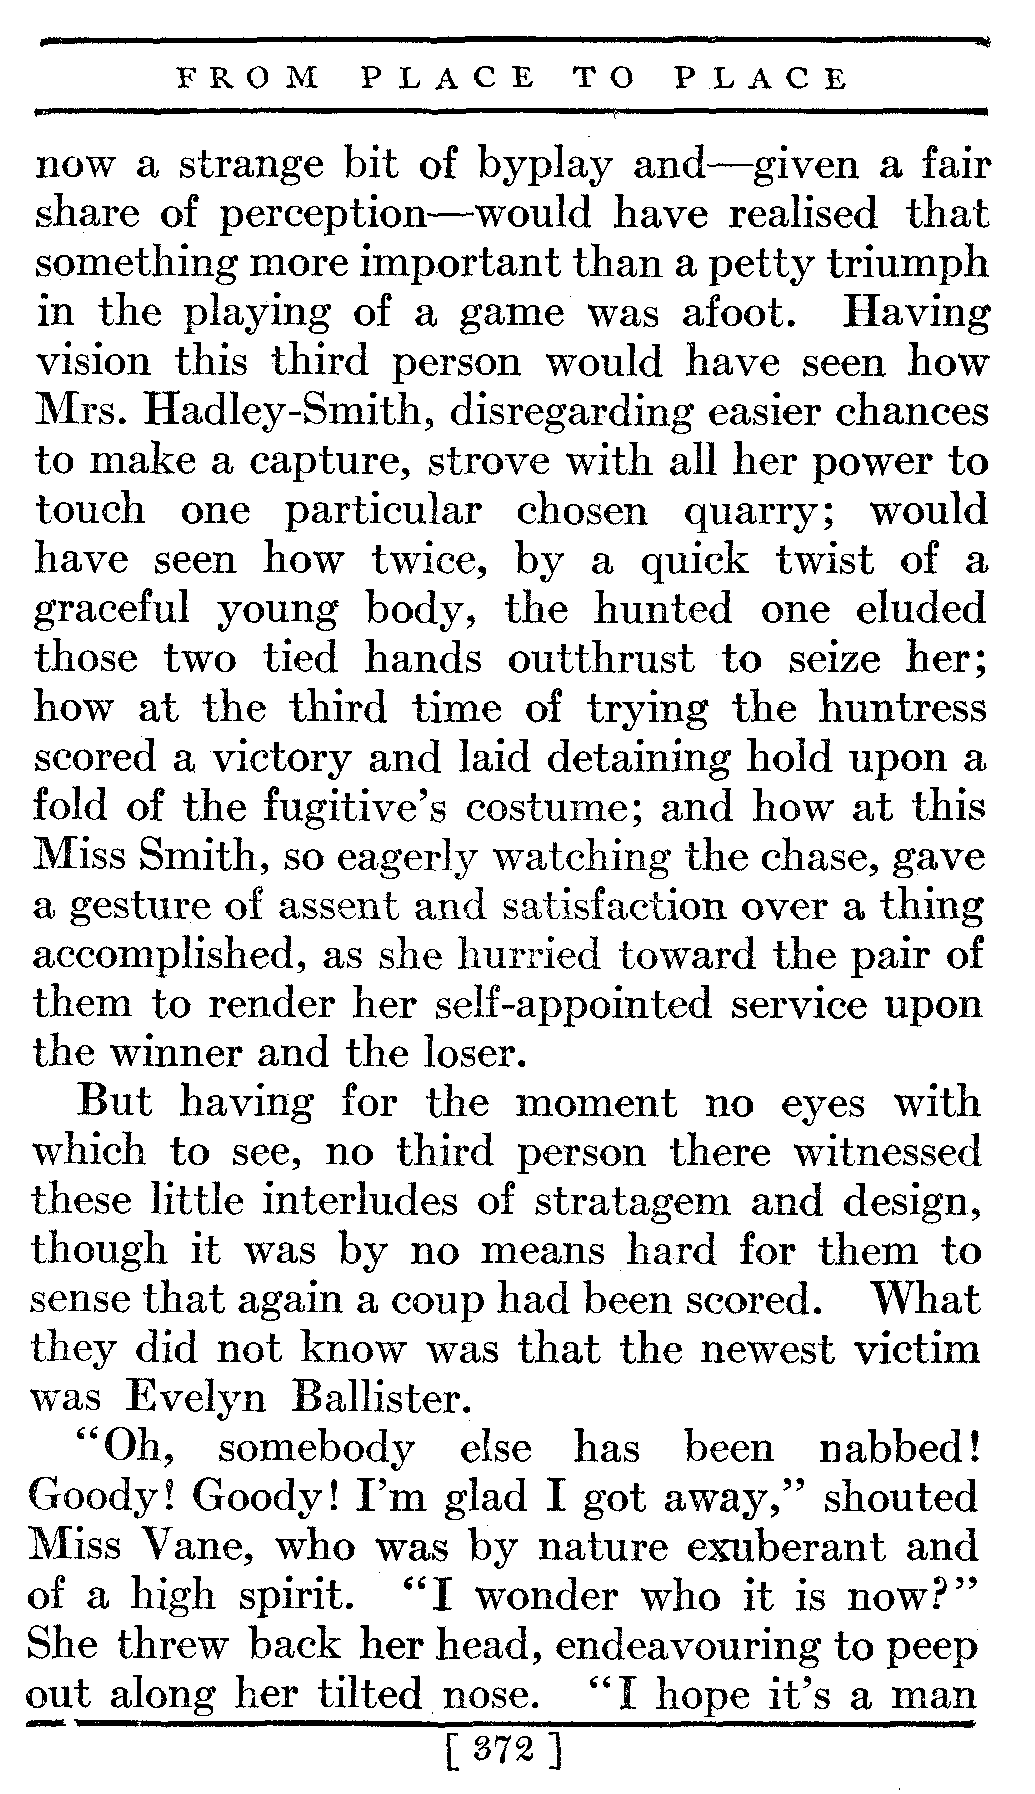 FROM PLACE TO PLACE
now a strange bit of byplay and—given a fair
share of perception—would have realised that
something more important than a petty triumph
in the playing of a game was afoot. Having
vision this third person would have seen how
Mrs. Hadley-Smith, disregarding easier chances
to make a capture, strove with all her power to
touch one particular chosen quarry; would
have seen how twice, by a quick twist of a
graceful young body, the hunted one eluded
those two tied hands outthrust to seize her;
how at the third time of trying the huntress
scored a victory and laid detaining hold upon a
fold of the fugitive's costume; and how at this
Miss Smith, so eagerly watching the chase, gave
a gesture of assent and satisfaction over a thing
accomplished, as she hurried toward the pair of
them to render her self-appointed service upon
the winner and the loser.
But having for the moment no eyes with
which to see, no third person there witnessed
these little interludes of stratagem and design,
though it was by no means hard for them to
sense that again a coup had been scored. What
they did not know was that the newest victim
was Evelyn Ballister.
“Oh, somebody else has been nabbed!
Goody! Goody! I'm glad I got away,” shouted
Miss Vane, who was by nature exuberant and
of a high spirit. “I wonder who it is now?”
She threw back her head, endeavouring to peep
out along her tilted nose. “I hope it's a man
[ 372 ]